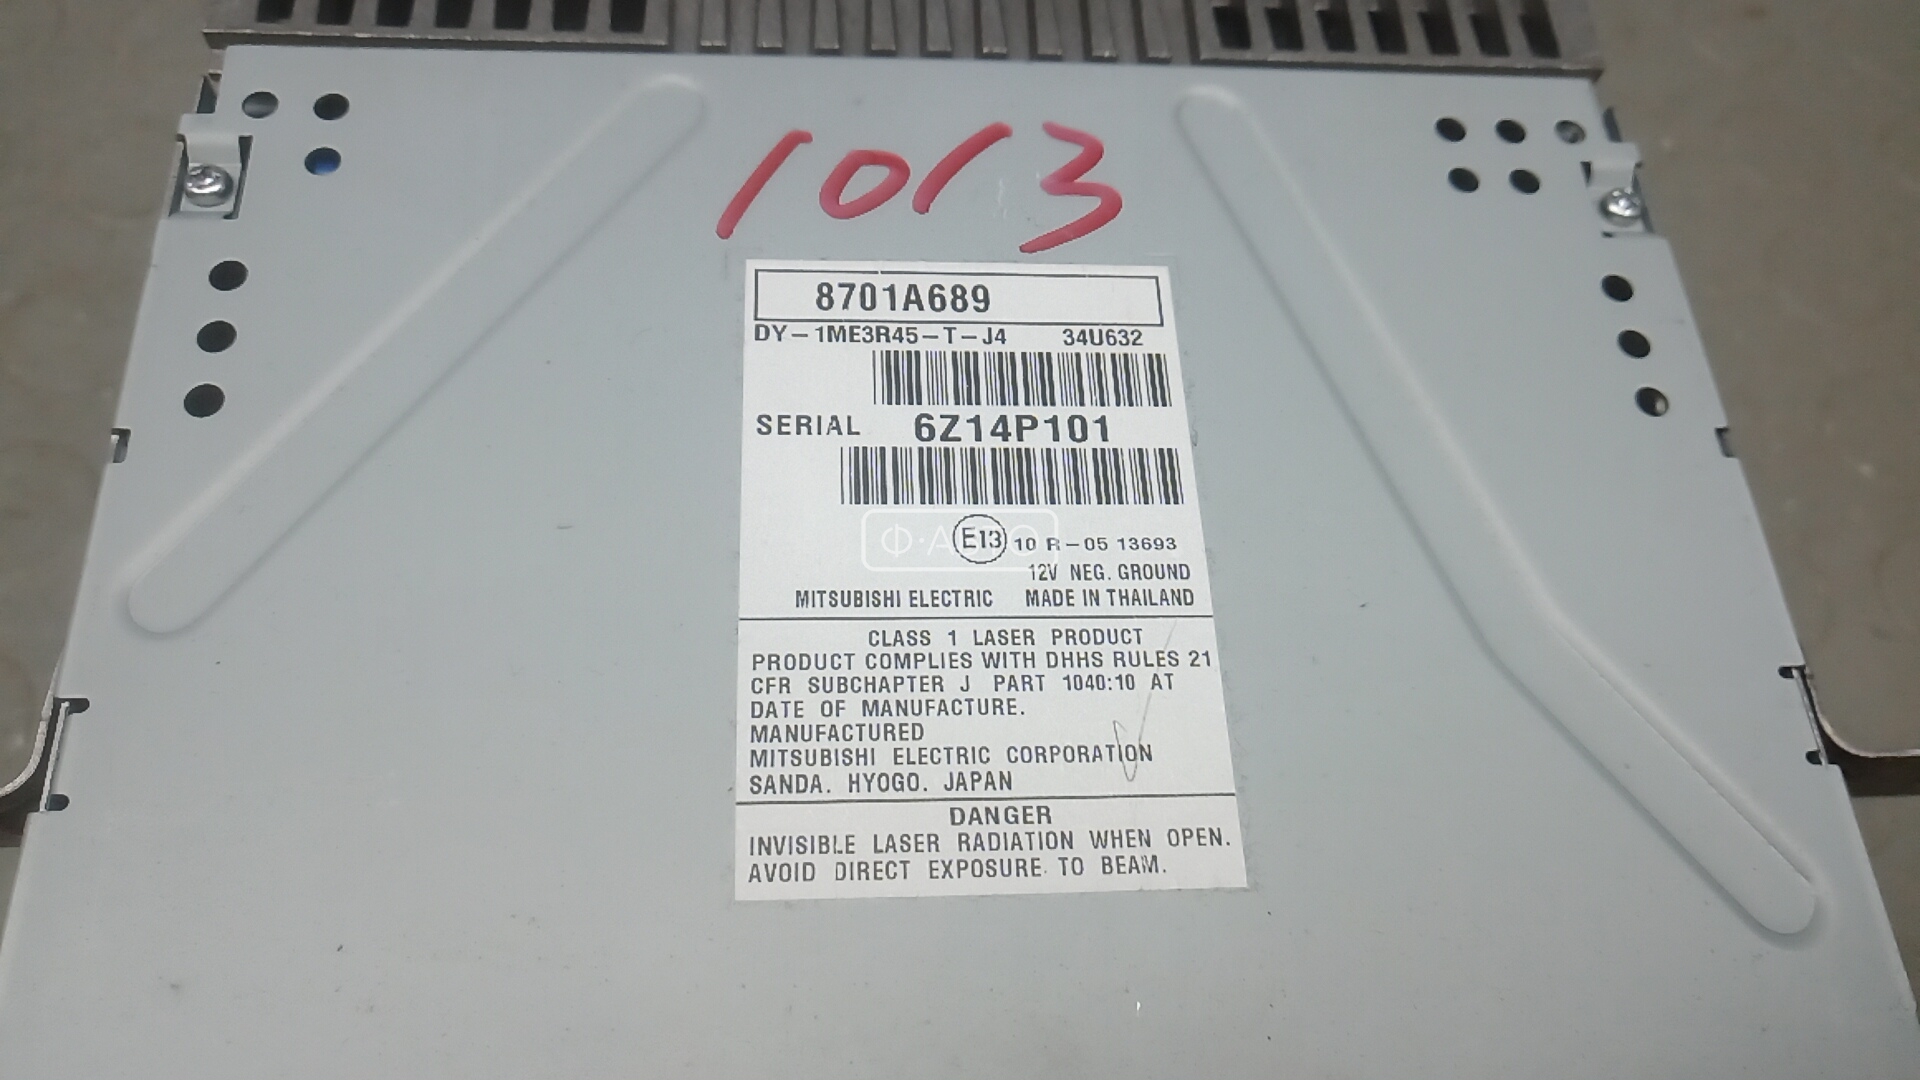 1013
8701A689
DY-1ME3R45-T-J4 34U632
SERIAL 6Z14P101
Ф·АВТО
E13 10 R-05 13693
12V NEG. GROUND
MITSUBISHI ELECTRIC MADE IN THAILAND
CLASS 1 LASER PRODUCT
PRODUCT COMPLIES WITH DHHS RULES 21
CFR SUBCHAPTER J PART 1040:10 AT
DATE OF MANUFACTURE.
MANUFACTURED
MITSUBISHI ELECTRIC CORPORATION
SANDA. HYOGO. JAPAN
DANGER
INVISIBLE LASER RADIATION WHEN OPEN.
AVOID DIRECT EXPOSURE TO BEAM.